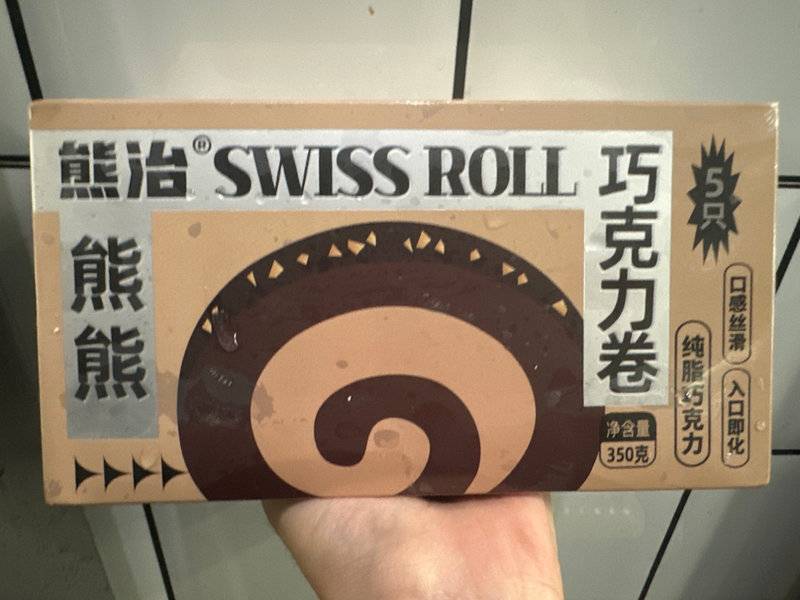 熊治® SWISS ROLL
熊熊
巧克力卷
5只
口感丝滑
纯脂巧克力
入口即化
净含量
350克